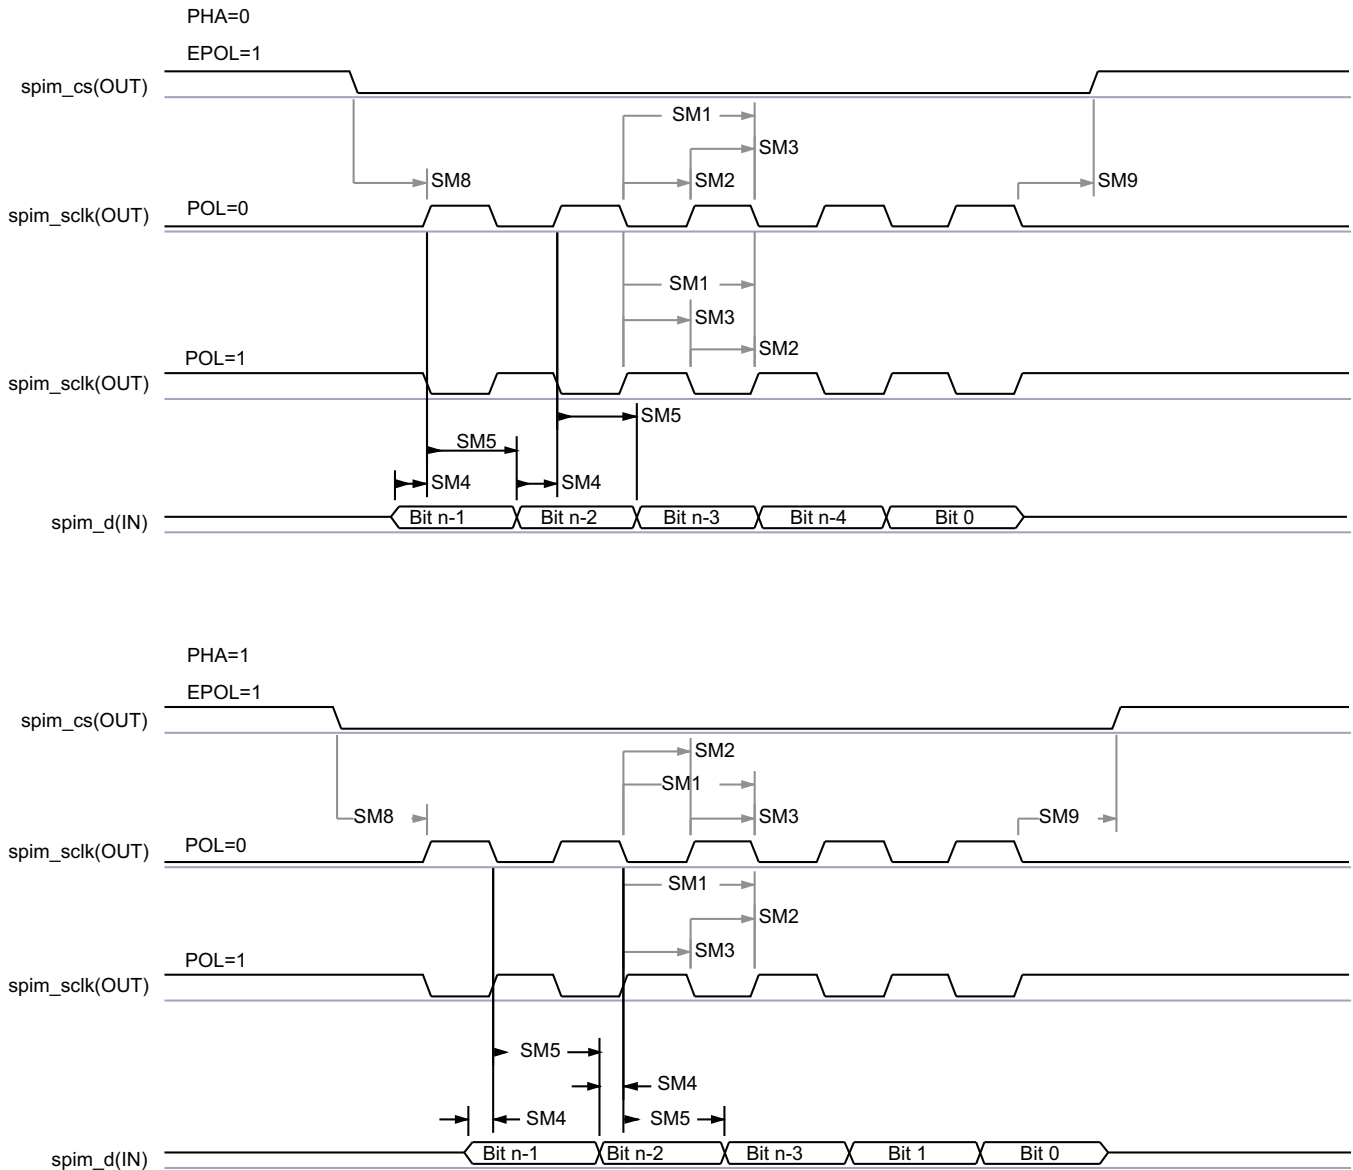 PHA=0
EPOL=1
spim_cs(OUT)
SM1
SM3
SM8
SM2
SM9
POL=0
spim_sclk(OUT)
SM1
SM3
SM2
POL=1
spim_sclk(OUT)
SM5
SM5
SM4 SM4
spim_d(IN) Bit n-1 Bit n-2 Bit n-3 Bit n-4 Bit 0
PHA=1
EPOL=1
spim_cs(OUT)
SM2
SM1
SM8 SM3 SM9
POL=0
spim_sclk(OUT)
SM1
SM2
SM3
POL=1
spim_sclk(OUT)
SM5
SM4
SM4 SM5
spim_d(IN) Bit n-1 Bit n-2 Bit n-3 Bit 1 Bit 0